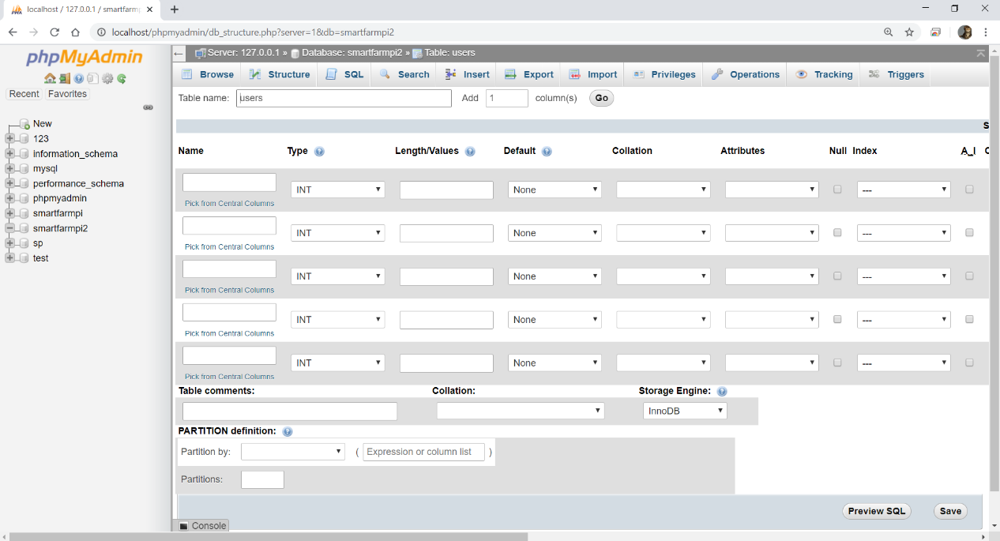 localhost / 127.0.0.1 / smartfarmp
localhost/phpmyadmin/db_structure.php?server=1&db=smartfarmpi2
phpMyAdmin
Recent Favorites
New
123
information_schema
mysql
performance_schema
phpmyadmin
smartfarmpi
smartfarmpi2
sp
test
Server: 127.0.0.1 » Database: smartfarmpi2 » Table: users
Browse Structure SQL Search Insert Export Import Privileges Operations Tracking Triggers
Table name: users Add 1 column(s) Go
S
Name Type Length/Values Default Collation Attributes Null Index A_I C
INT None ---
Pick from Central Columns
INT None ---
Pick from Central Columns
INT None ---
Pick from Central Columns
INT None ---
Pick from Central Columns
INT None ---
Pick from Central Columns
Table comments: Collation: Storage Engine:
InnoDB
PARTITION definition:
Partition by: ( Expression or column list )
Partitions:
Preview SQL Save
Console